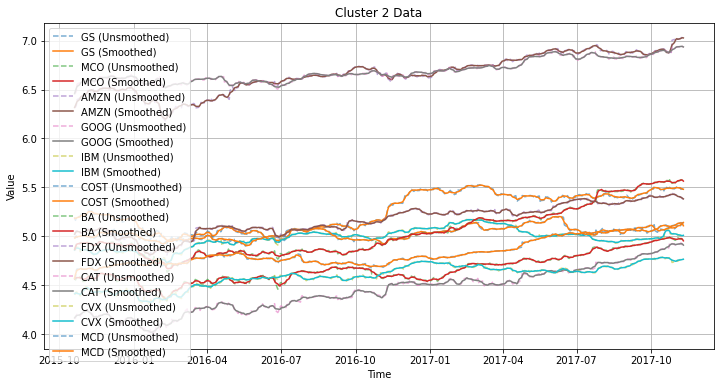 Cluster 2 Data
7.0
6.5
6.0
5.5
5.0
4.5
4.0
Value
GS (Unsmoothed)
GS (Smoothed)
MCO (Unsmoothed)
MCO (Smoothed)
AMZN (Unsmoothed)
AMZN (Smoothed)
GOOG (Unsmoothed)
GOOG (Smoothed)
IBM (Unsmoothed)
IBM (Smoothed)
COST (Unsmoothed)
COST (Smoothed)
BA (Unsmoothed)
BA (Smoothed)
FDX (Unsmoothed)
FDX (Smoothed)
CAT (Unsmoothed)
CAT (Smoothed)
CVX (Unsmoothed)
CVX (Smoothed)
MCD (Unsmoothed)
MCD (Smoothed)
2015-10 2016-01 2016-04 2016-07 2016-10 2017-01 2017-04 2017-07 2017-10
Time